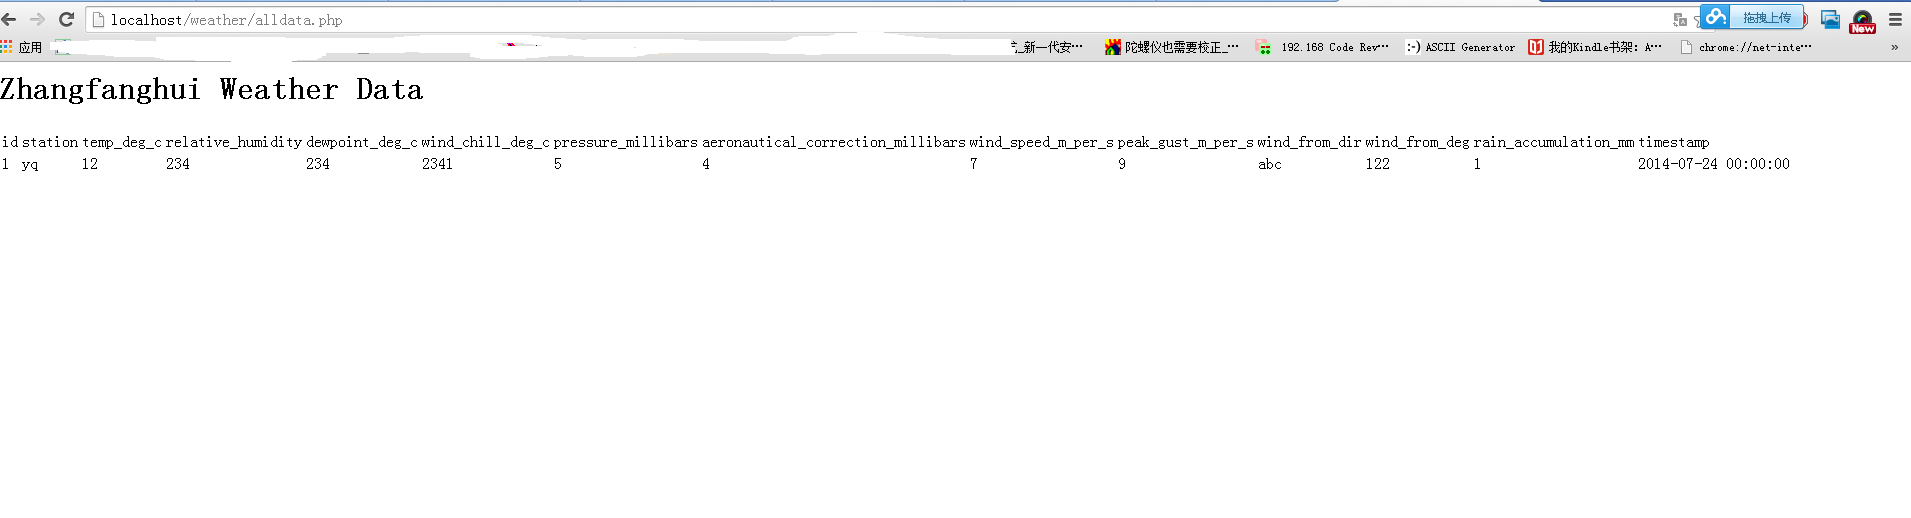 localhost/weather/alldata.php
拖拽上传
New
应用
_新一代安…
陀螺仪也需要校正_…
192.168 Code Rev…
ASCII Generator
我的Kindle书架: A…
chrome://net-inte…
»
Zhangfanghui Weather Data
id station temp_deg_c relative_humidity dewpoint_deg_c wind_chill_deg_c pressure_millibars aeronautical_correction_millibars wind_speed_m_per_s peak_gust_m_per_s wind_from_dir wind_from_deg rain_accumulation_mm timestamp
1 yq 12 234 234 2341 5 4 7 9 abc 122 1 2014-07-24 00:00:00